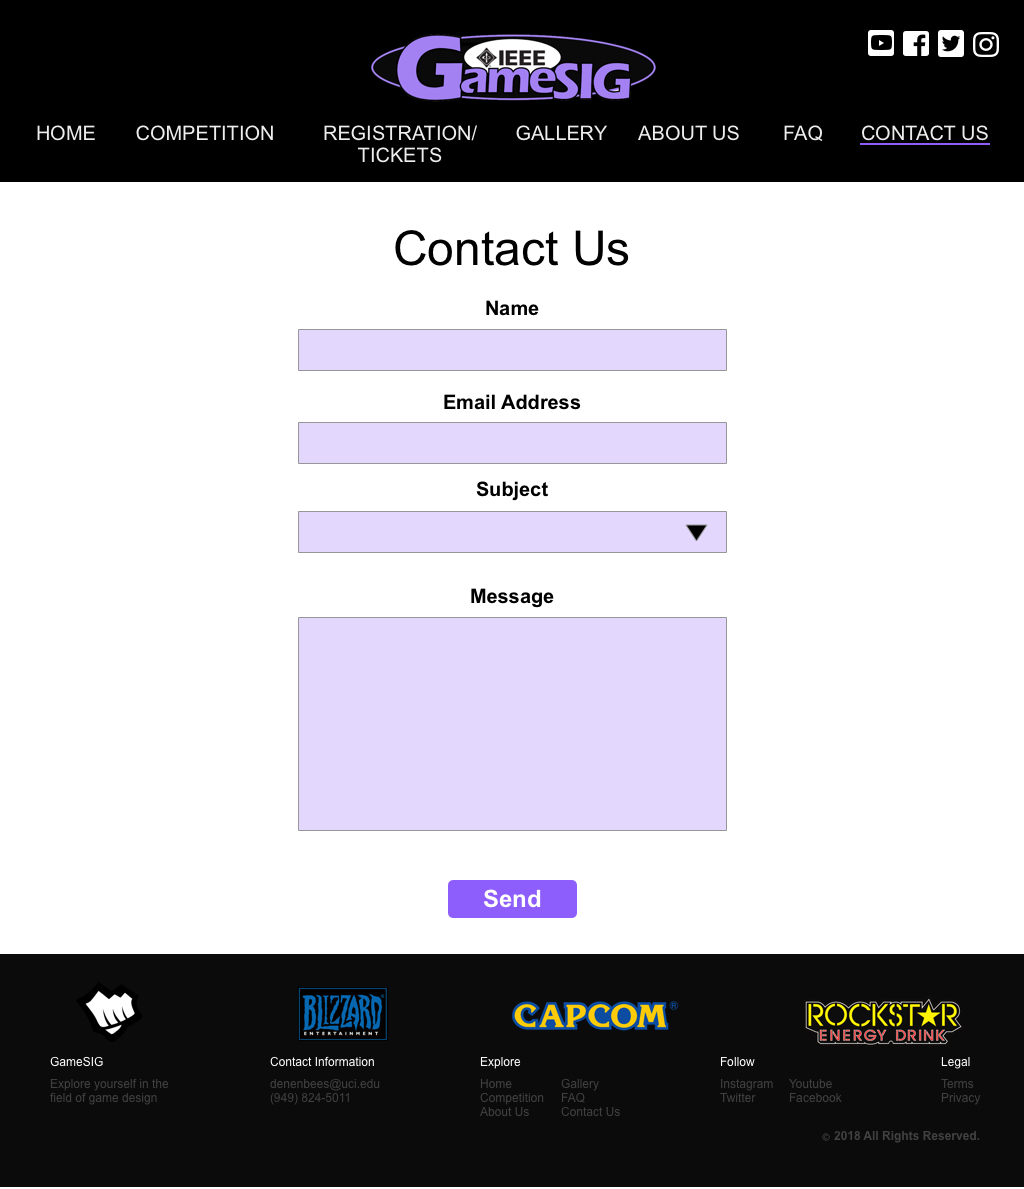 IEEE
GameSIG
HOME COMPETITION REGISTRATION/ GALLERY ABOUT US FAQ CONTACT US
TICKETS
Contact Us
Name
Email Address
Subject
Message
Send
BLIZZARD
ENTERTAINMENT
CAPCOM®
ROCKSTAR
ENERGY DRINK
GameSIG Contact Information Explore Follow Legal
Explore yourself in the denenbees@uci.edu Home Gallery Instagram Youtube Terms
field of game design (949) 824-5011 Competition FAQ Twitter Facebook Privacy
About Us Contact Us
© 2018 All Rights Reserved.